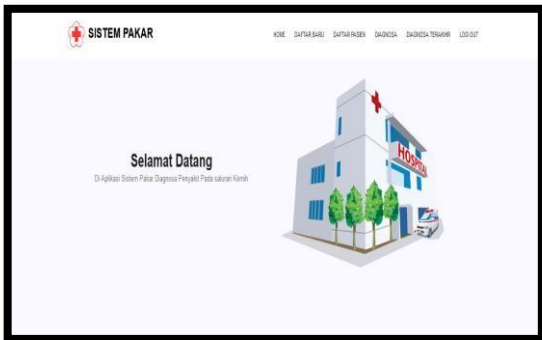 SISTEM PAKAR
HOME DAFTAR BARU DAFTAR PASIEN DIAGNOSA DIAGNOSA TERAKHIR LOG OUT
Selamat Datang
Di Aplikasi Sistem Pakar Diagnosa Penyakit Pada saluran Kemih
HOSPITAL